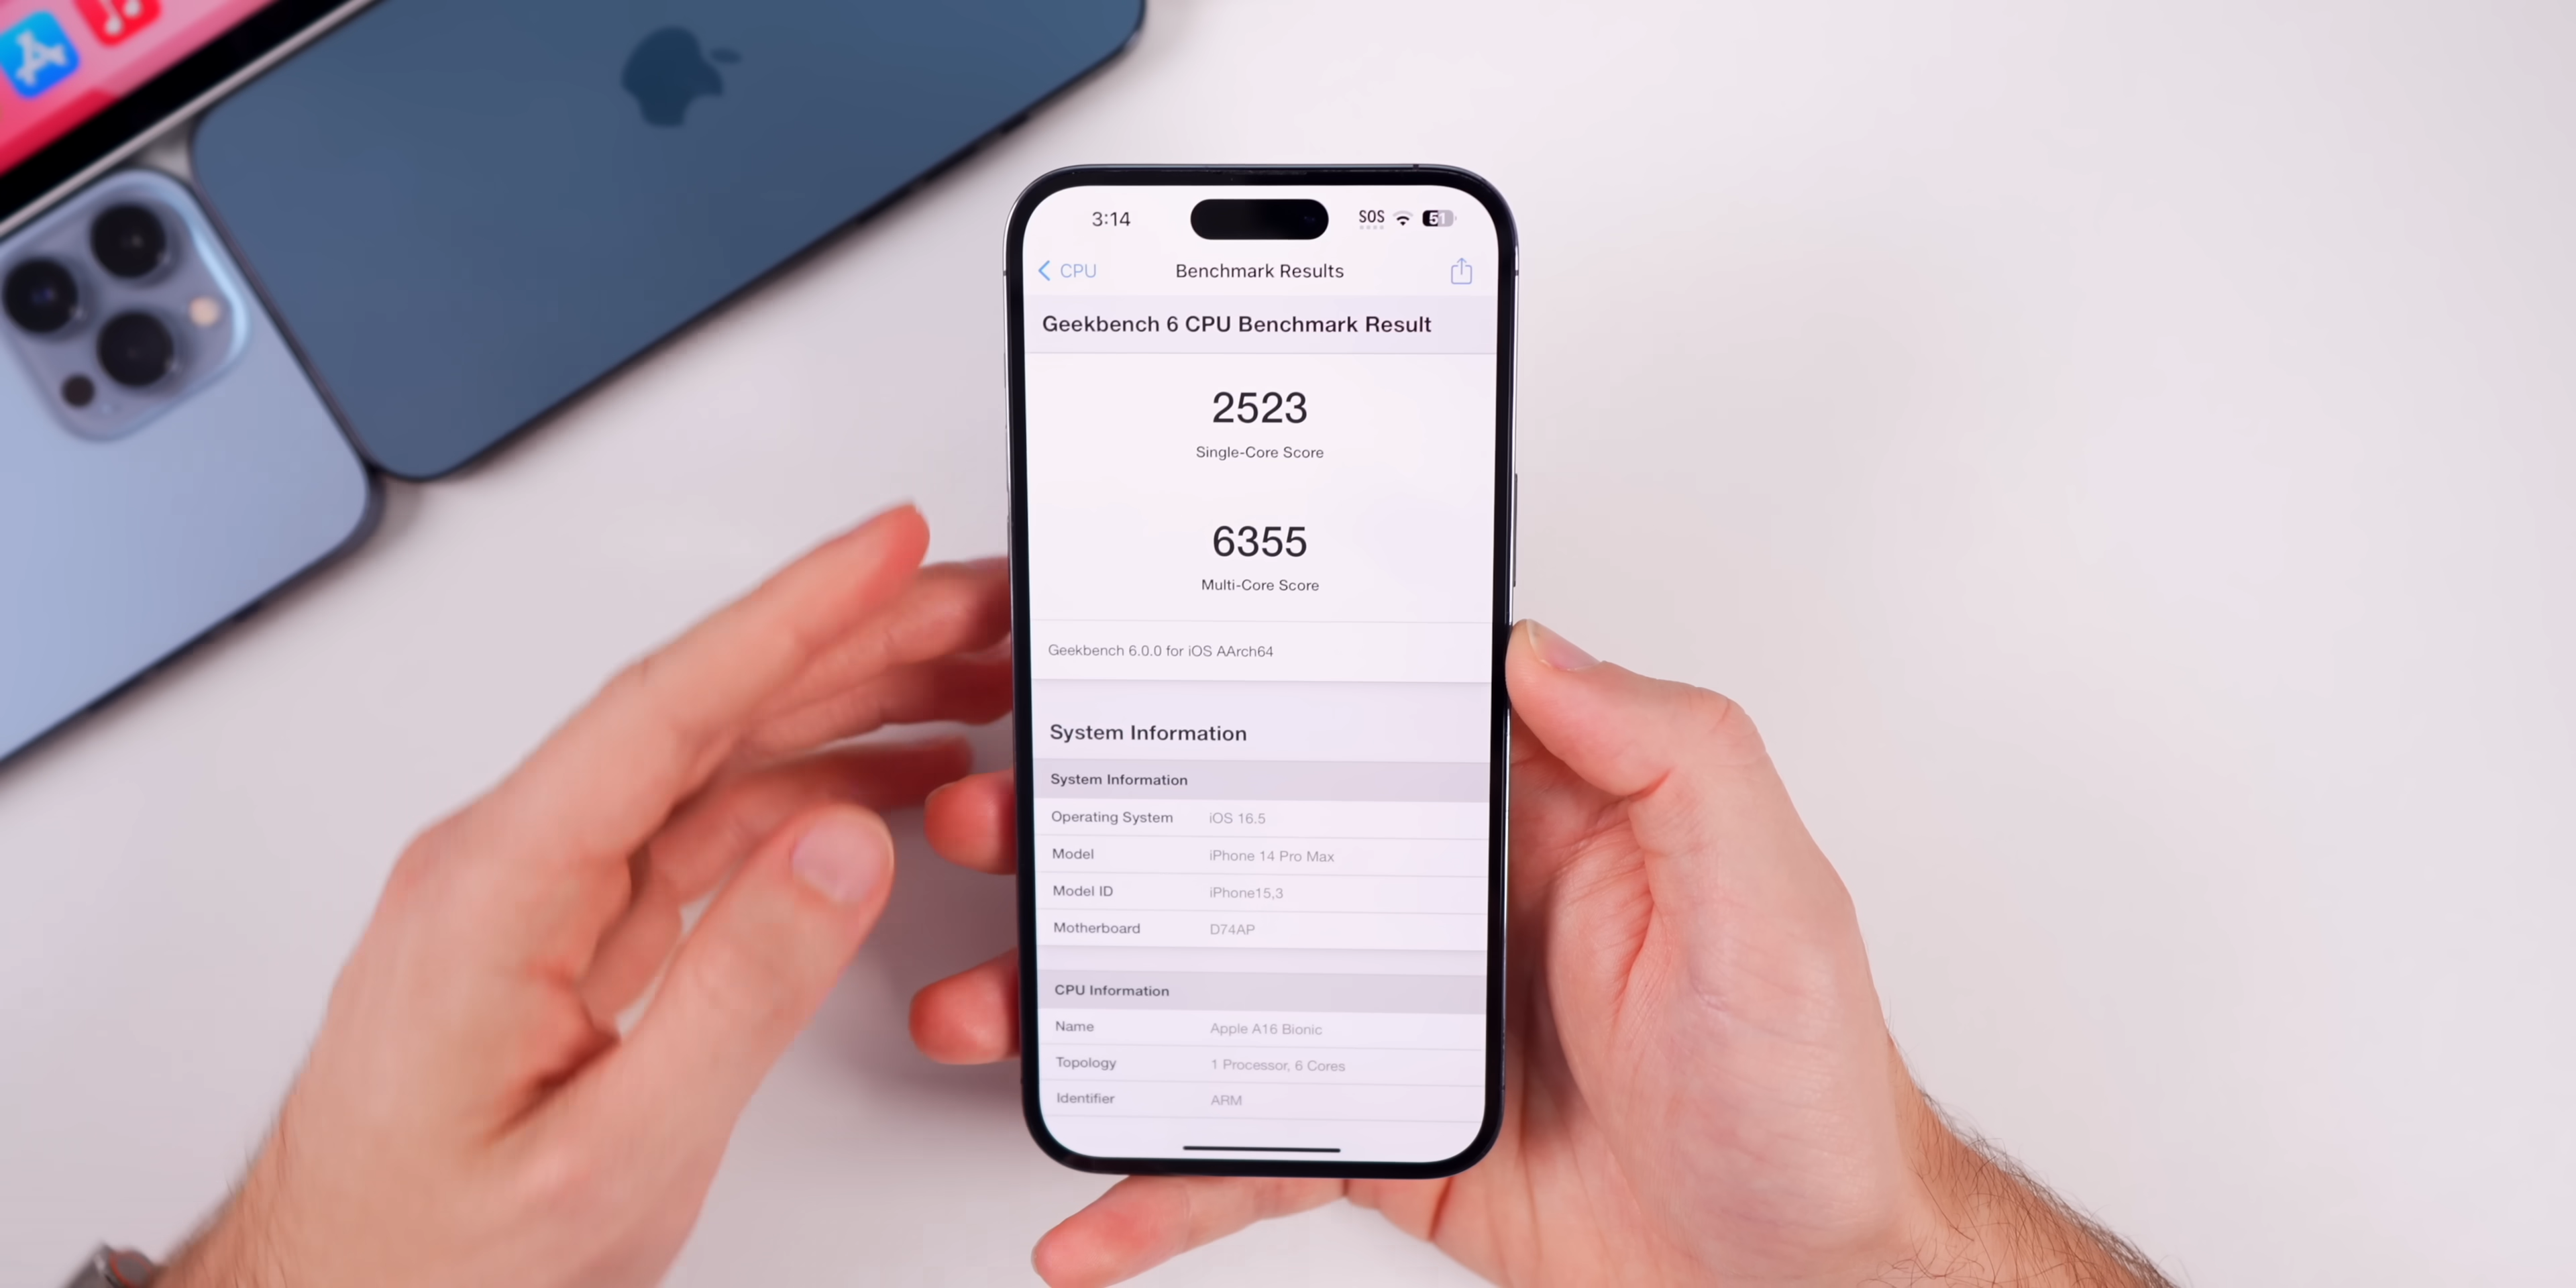 3:14 SOS 51
CPU Benchmark Results
Geekbench 6 CPU Benchmark Result
2523
Single-Core Score
6355
Multi-Core Score
Geekbench 6.0.0 for iOS AArch64
System Information
System Information
Operating System iOS 16.5
Model iPhone 14 Pro Max
Model ID iPhone15,3
Motherboard D74AP
CPU Information
Name Apple A16 Bionic
Topology 1 Processor, 6 Cores
Identifier ARM